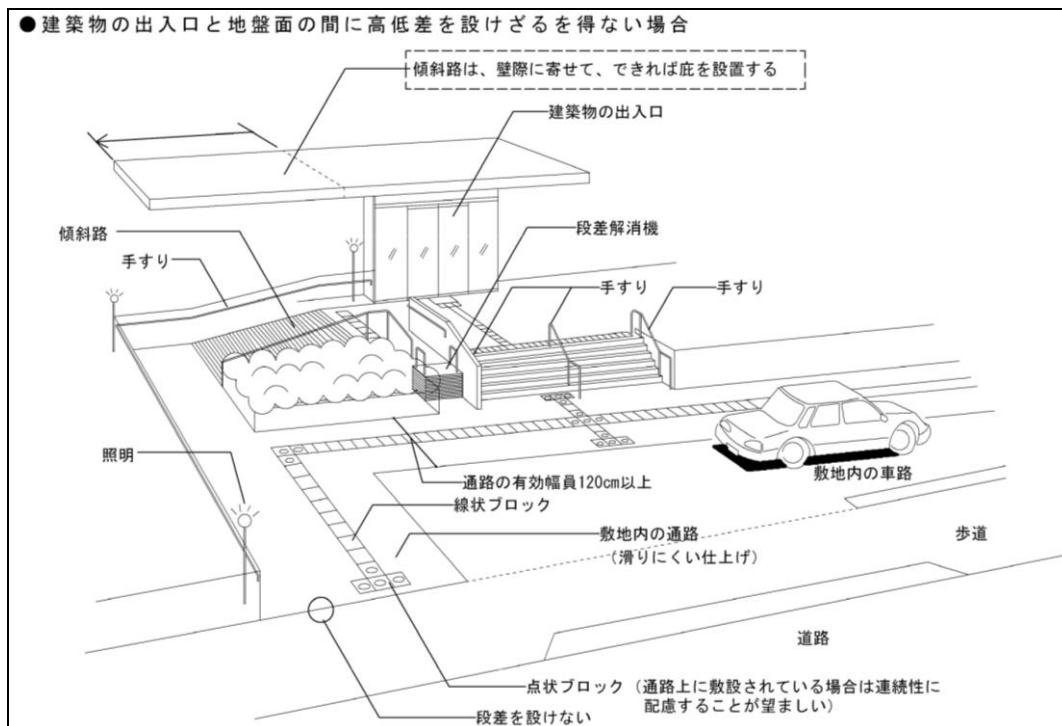 ●建築物の出入口と地盤面の間に高低差を設けざるを得ない場合
傾斜路は、壁際に寄せて、できれば庇を設置する
建築物の出入口
傾斜路
段差解消機
手すり
手すり
手すり
照明
通路の有効幅員120cm以上
敷地内の車路
線状ブロック
敷地内の通路
(滑りにくい仕上げ)
歩道
道路
点状ブロック(通路上に敷設されている場合は連続性に
配慮することが望ましい)
段差を設けない